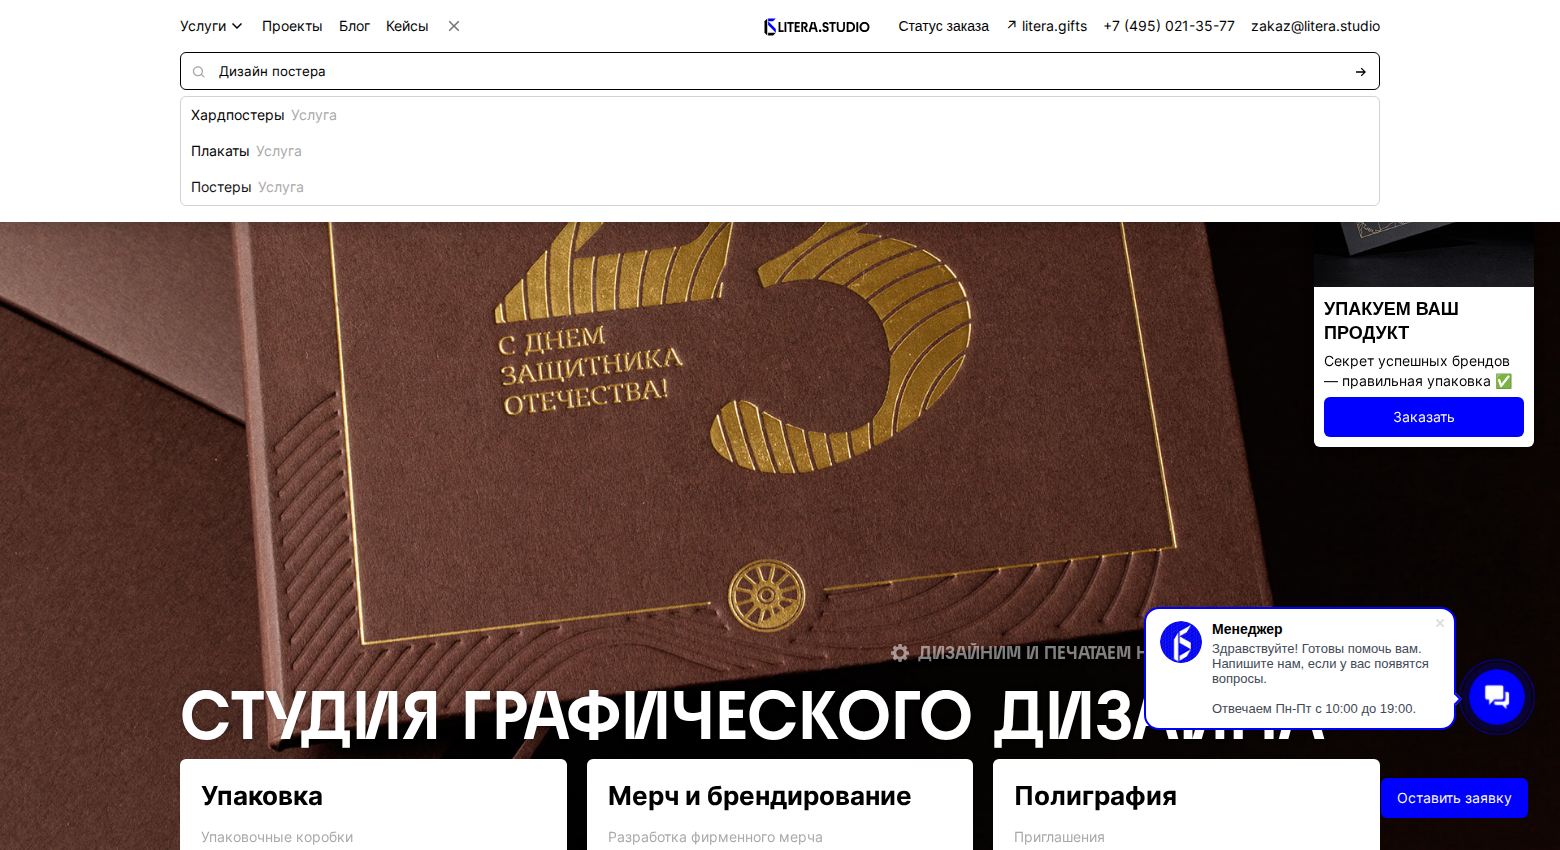 Услуги
Проекты
Блог
Кейсы
LITERA.STUDIO
Статус заказа
litera.gifts
+7 (495) 021-35-77
zakaz@litera.studio
Дизайн постера
Хардпостеры Услуга
Плакаты Услуга
Постеры Услуга
С ДНЕМ
ЗАЩИТНИКА
ОТЕЧЕСТВА!
УПАКУЕМ ВАШ
ПРОДУКТ
Секрет успешных брендов
— правильная упаковка ✅
Заказать
ДИЗАЙНИМ И ПЕЧАТАЕМ
СТУДИЯ ГРАФИЧЕСКОГО
Менеджер
Здравствуйте! Готовы помочь вам.
Напишите нам, если у вас появятся
вопросы.
Отвечаем Пн-Пт с 10:00 до 19:00.
Упаковка
Упаковочные коробки
Мерч и брендирование
Разработка фирменного мерча
Полиграфия
Приглашения
Оставить заявку